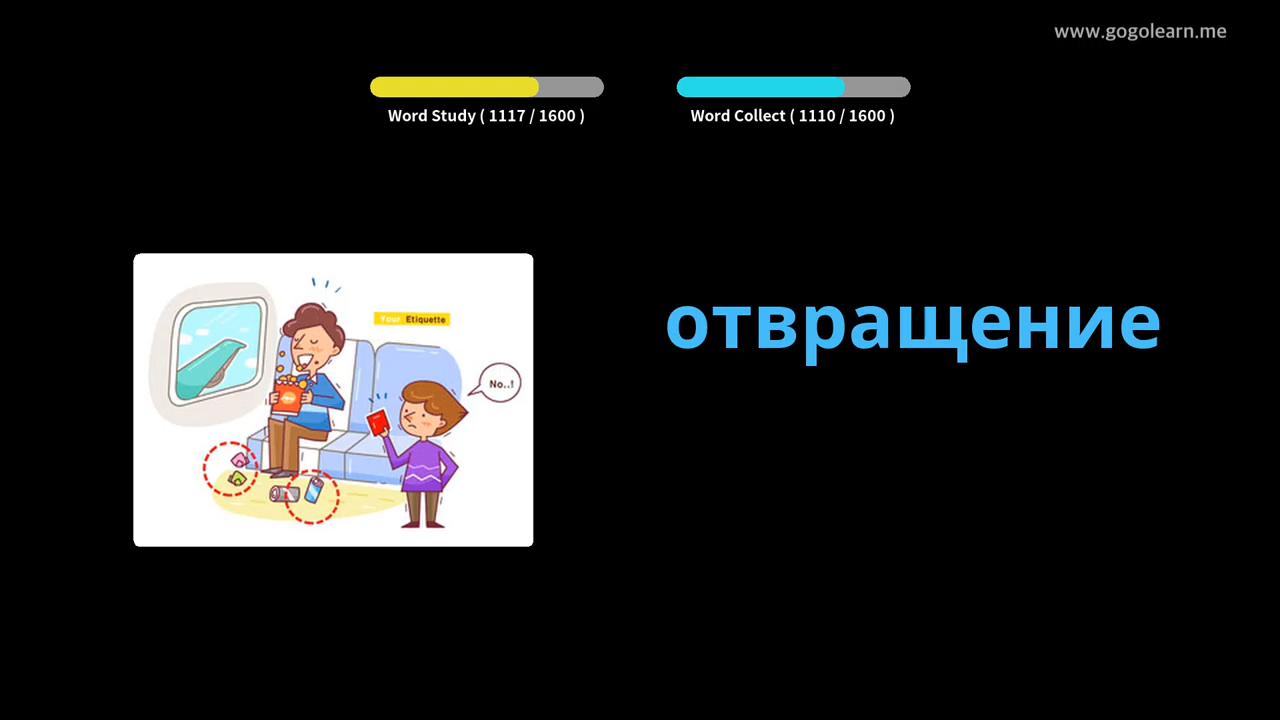 www.gogolearn.me
Word Study ( 1117 / 1600 )
Word Collect ( 1110 / 1600 )
Your Etiquette
No..!
отвращение